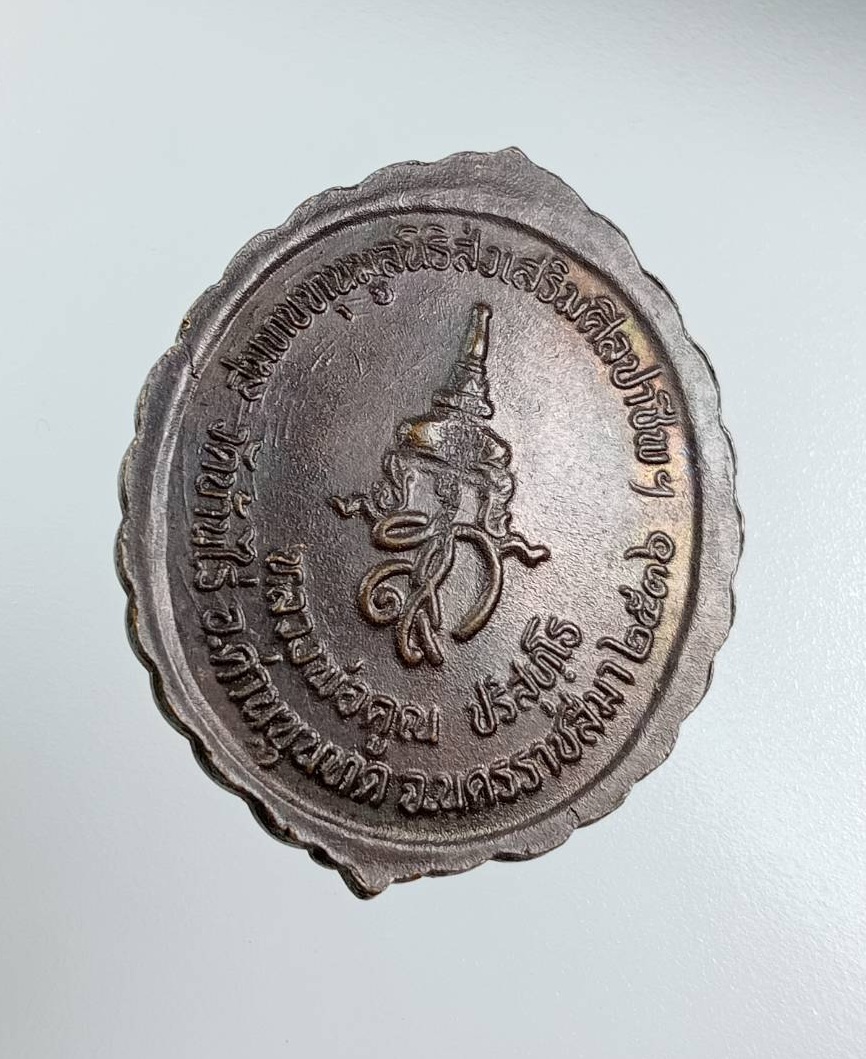 สมทบทุนมูลนิธิส่งเสริมศิลปาชีพฯ
วัดบ้านไร่ อ.ด่านขุนทด จ.นครราชสีมา ๒๕๓๖
หลวงพ่อคูณ ปริสุทฺโธ